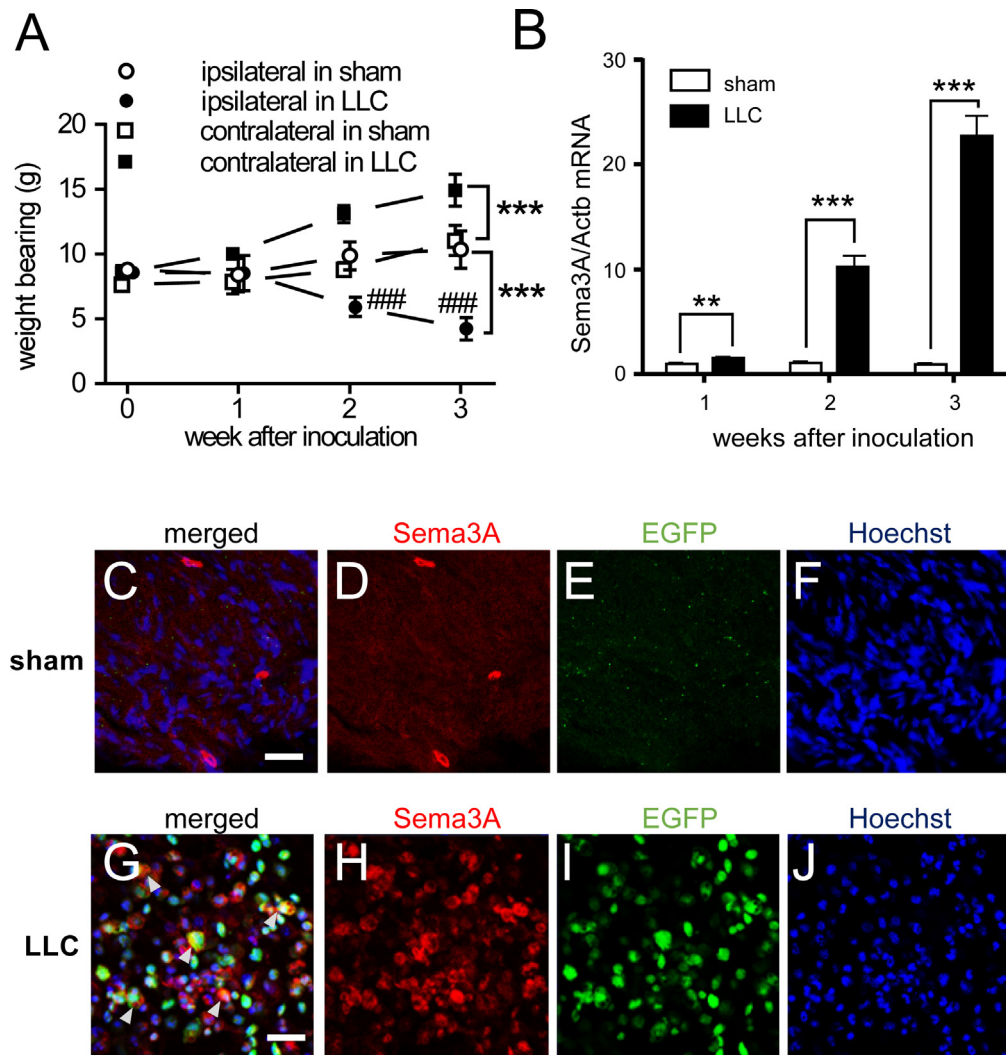 A
ipsilateral in sham
ipsilateral in LLC
contralateral in sham
contralateral in LLC
weight bearing (g)
20
15
10
5
0
***
***
###
###
0 1 2 3
week after inoculation
B
Sema3A/Actb mRNA
30
20
10
0
sham
LLC
**
***
***
1 2 3
weeks after inoculation
merged Sema3A EGFP Hoechst
sham
C D E F
merged Sema3A EGFP Hoechst
LLC
G H I J